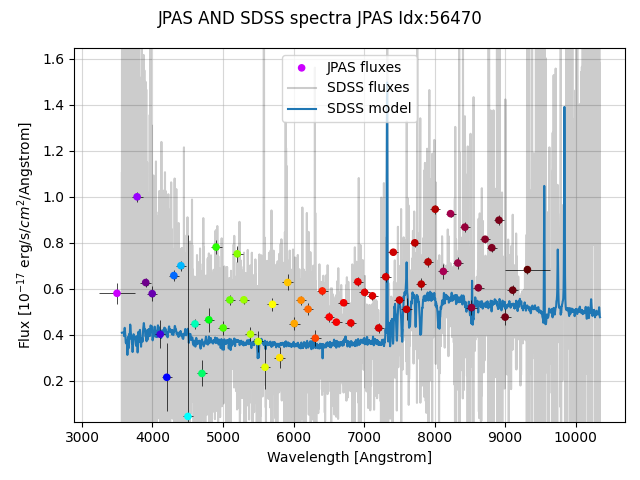 JPAS AND SDSS spectra JPAS Idx:56470
JPAS fluxes
SDSS fluxes
SDSS model
Flux [10⁻¹⁷ erg/s/cm²/Angstrom]
1.6
1.4
1.2
1.0
0.8
0.6
0.4
0.2
3000 4000 5000 6000 7000 8000 9000 10000
Wavelength [Angstrom]